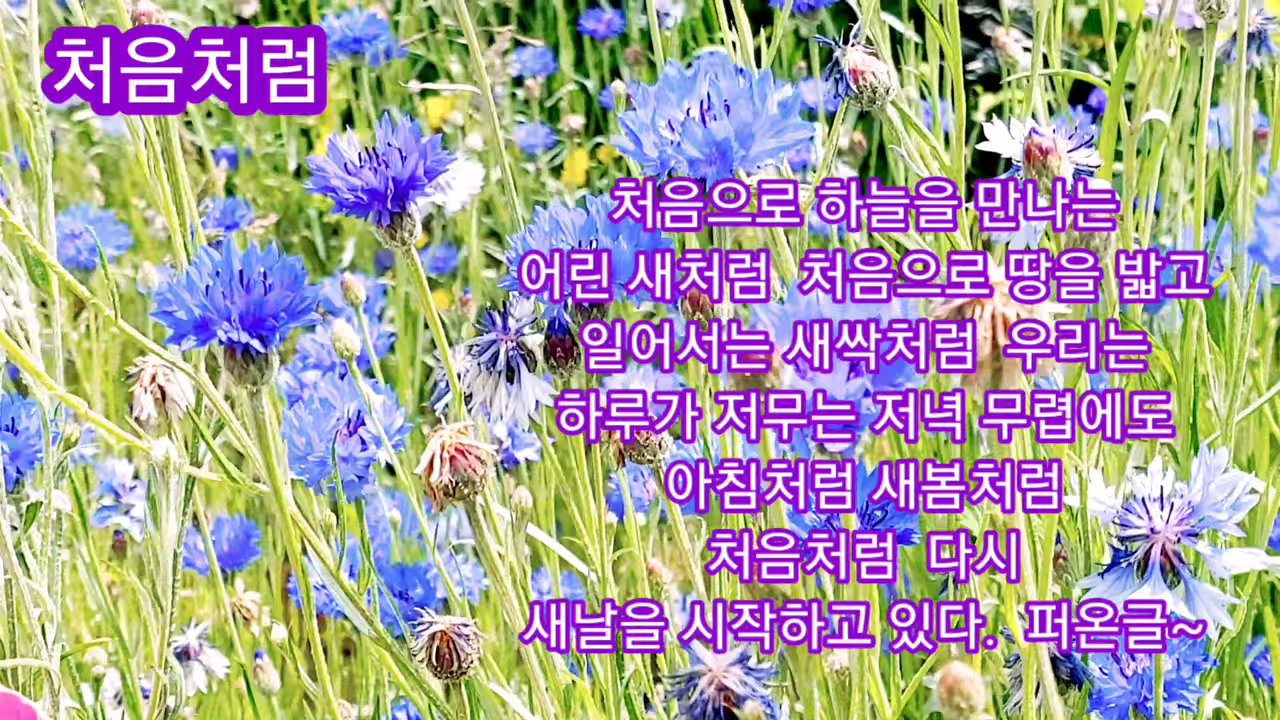 처음처럼
처음으로 하늘을 만나는
어린 새처럼 처음으로 땅을 밟고
일어서는 새싹처럼 우리는
하루가 저무는 저녁 무렵에도
아침처럼 새봄처럼
처음처럼 다시
새날을 시작하고 있다. 퍼온글~